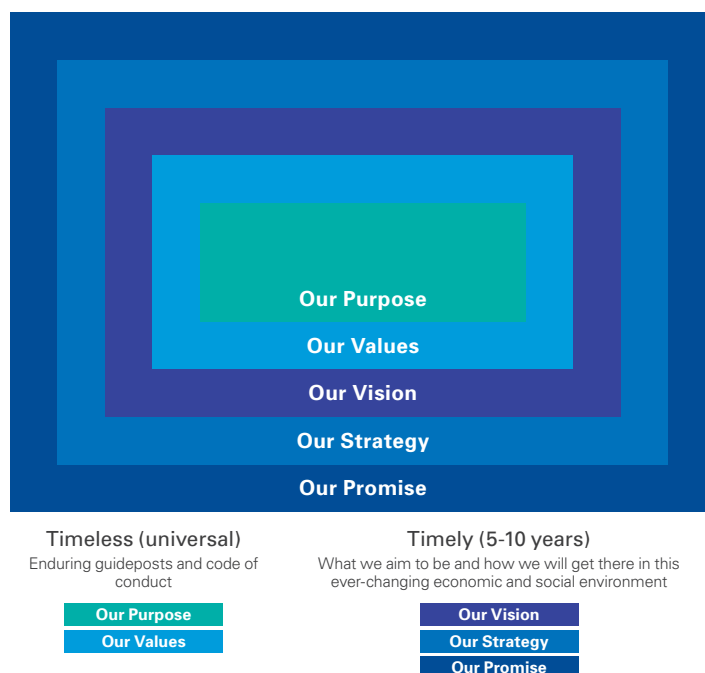 Our Purpose
Our Values
Our Vision
Our Strategy
Our Promise
Timeless (universal)
Enduring guideposts and code of
conduct
Our Purpose
Our Values
Timely (5-10 years)
What we aim to be and how we will get there in this
ever-changing economic and social environment
Our Vision
Our Strategy
Our Promise